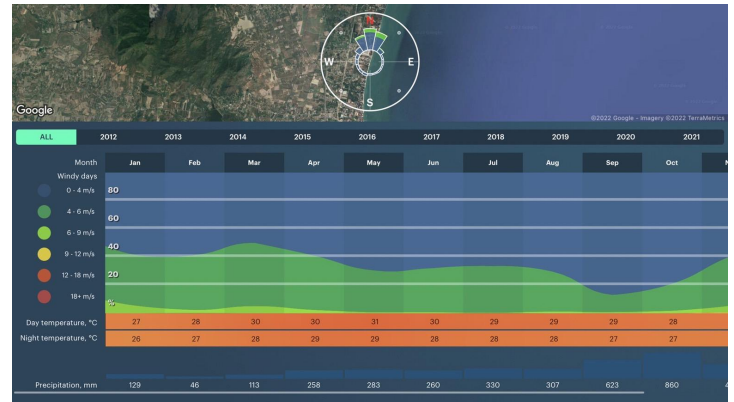 N
W
E
S
Google
©2022 Google - Imagery ©2022 TerraMetrics
ALL 2012 2013 2014 2015 2016 2017 2018 2019 2020 2021
Month Jan Feb Mar Apr May Jun Jul Aug Sep Oct
Windy days
0 - 4 m/s 80
4 - 6 m/s
60
6 - 9 m/s
40
9 - 12 m/s
12 - 18 m/s 20
18+ m/s
%
Day temperature, °C 27 28 30 30 31 30 29 29 29 28
Night temperature, °C 26 27 28 29 29 28 28 28 27 27
Precipitation, mm 129 46 113 258 283 260 330 307 623 860